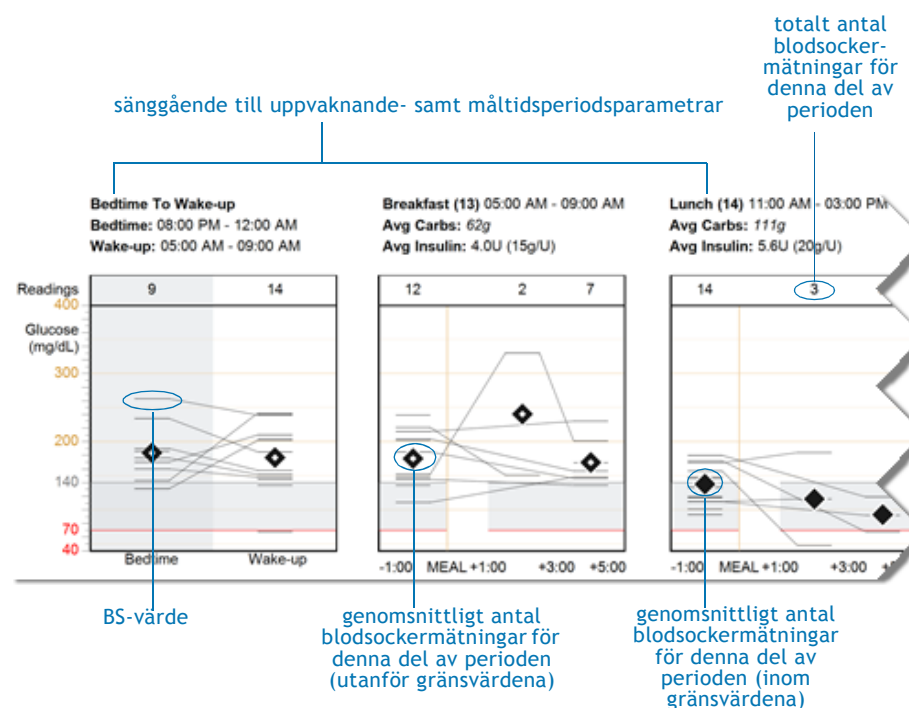 totalt antal
blodsocker-
mätningar för
denna del av
perioden
sänggående till uppvaknande- samt måltidsperiodsparametrar
Bedtime To Wake-up
Bedtime: 08:00 PM - 12:00 AM
Wake-up: 05:00 AM - 09:00 AM
Breakfast (13) 05:00 AM - 09:00 AM
Avg Carbs: 62g
Avg Insulin: 4.0U (15g/U)
Lunch (14) 11:00 AM - 03:00 PM
Avg Carbs: 111g
Avg Insulin: 5.6U (20g/U)
Readings 9 14 12 2 7 14 3
400
Glucose
(mg/dL)
300
200
140
70
40
Bedtime Wake-up
-1:00 MEAL +1:00 +3:00 +5:00
-1:00 MEAL +1:00 +3:00
BS-värde
genomsnittligt antal
blodsockermätningar för
denna del av perioden
(utanför gränsvärdena)
genomsnittligt antal
blodsockermätningar
för denna del av
perioden (inom
gränsvärdena)